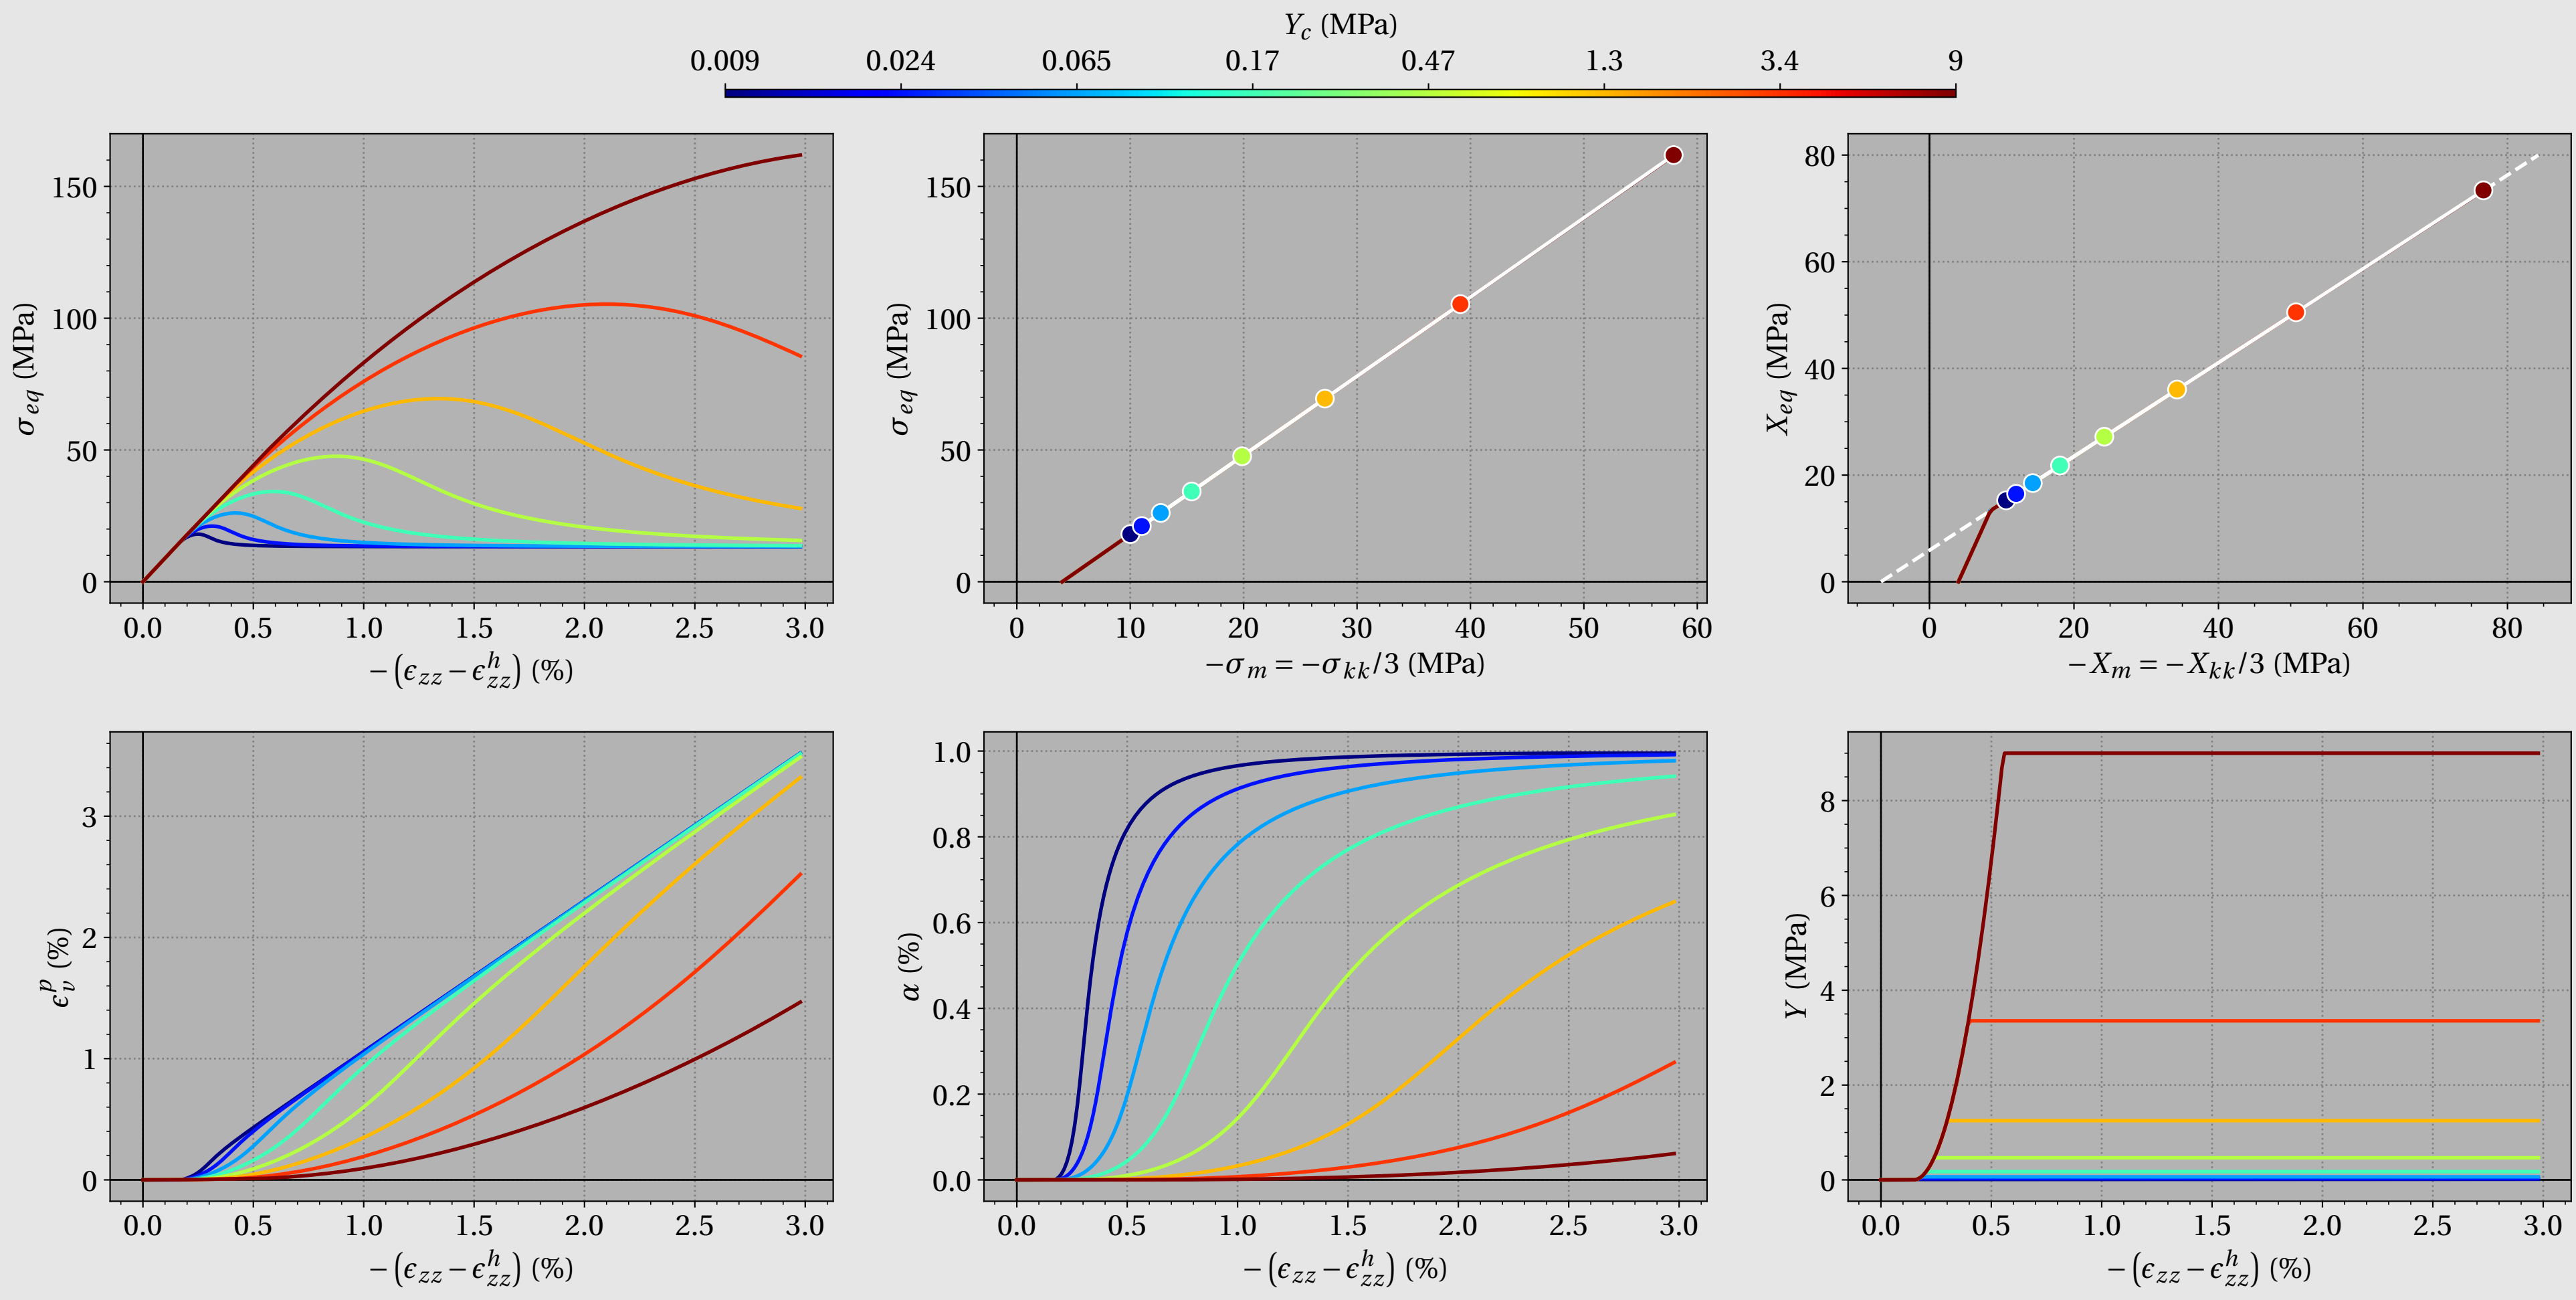 Y_c (MPa)
0.009 0.024 0.065 0.17 0.47 1.3 3.4 9
σ_eq (MPa)
150
100
50
0
0.0 0.5 1.0 1.5 2.0 2.5 3.0
−(ϵ_zz − ϵ_zz^h) (%)
σ_eq (MPa)
150
100
50
0
0 10 20 30 40 50 60
−σ_m = −σ_kk/3 (MPa)
X_eq (MPa)
80
60
40
20
0
0 20 40 60 80
−X_m = −X_kk/3 (MPa)
ϵ_v^p (%)
3
2
1
0
0.0 0.5 1.0 1.5 2.0 2.5 3.0
−(ϵ_zz − ϵ_zz^h) (%)
α (%)
1.0
0.8
0.6
0.4
0.2
0.0
0.0 0.5 1.0 1.5 2.0 2.5 3.0
−(ϵ_zz − ϵ_zz^h) (%)
Y (MPa)
8
6
4
2
0
0.0 0.5 1.0 1.5 2.0 2.5 3.0
−(ϵ_zz − ϵ_zz^h) (%)